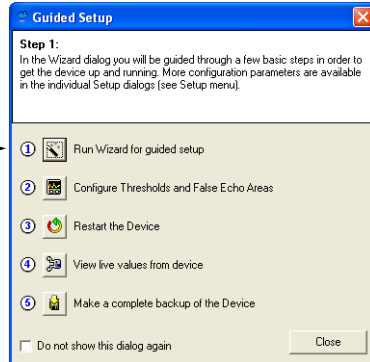 Guided Setup
Step 1:
In the Wizard dialog you will be guided through a few basic steps in order to
get the device up and running. More configuration parameters are available
in the individual Setup dialogs (see Setup menu).
1 Run Wizard for guided setup
2 Configure Thresholds and False Echo Areas
3 Restart the Device
4 View live values from device
5 Make a complete backup of the Device
Do not show this dialog again Close